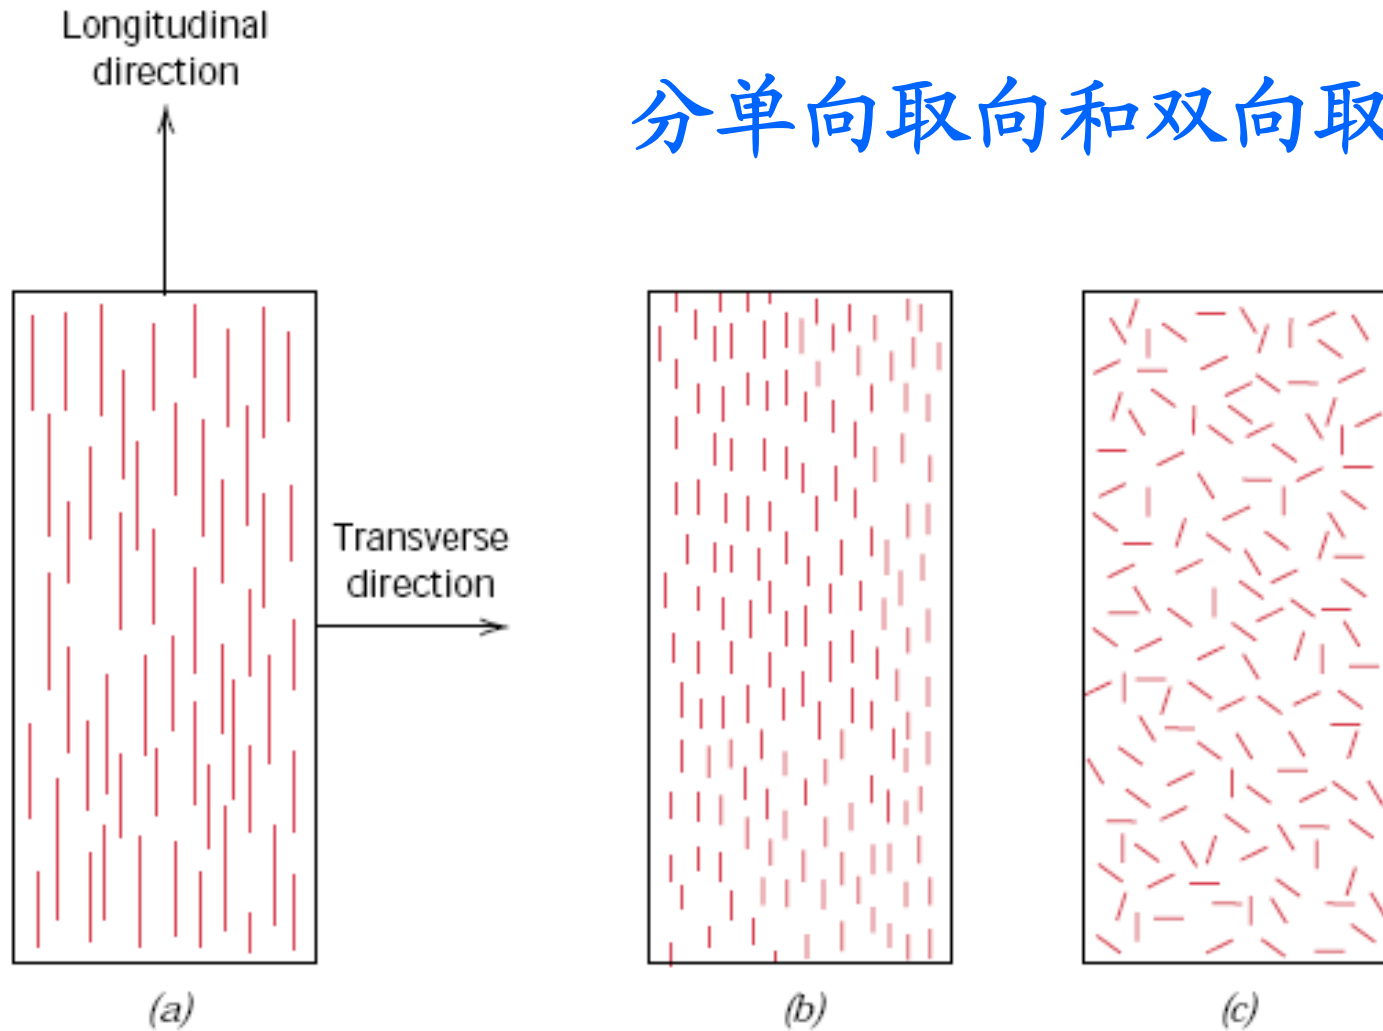 Longitudinal
direction
分单向取向和双向取
Transverse
direction
(a)
(b)
(c)